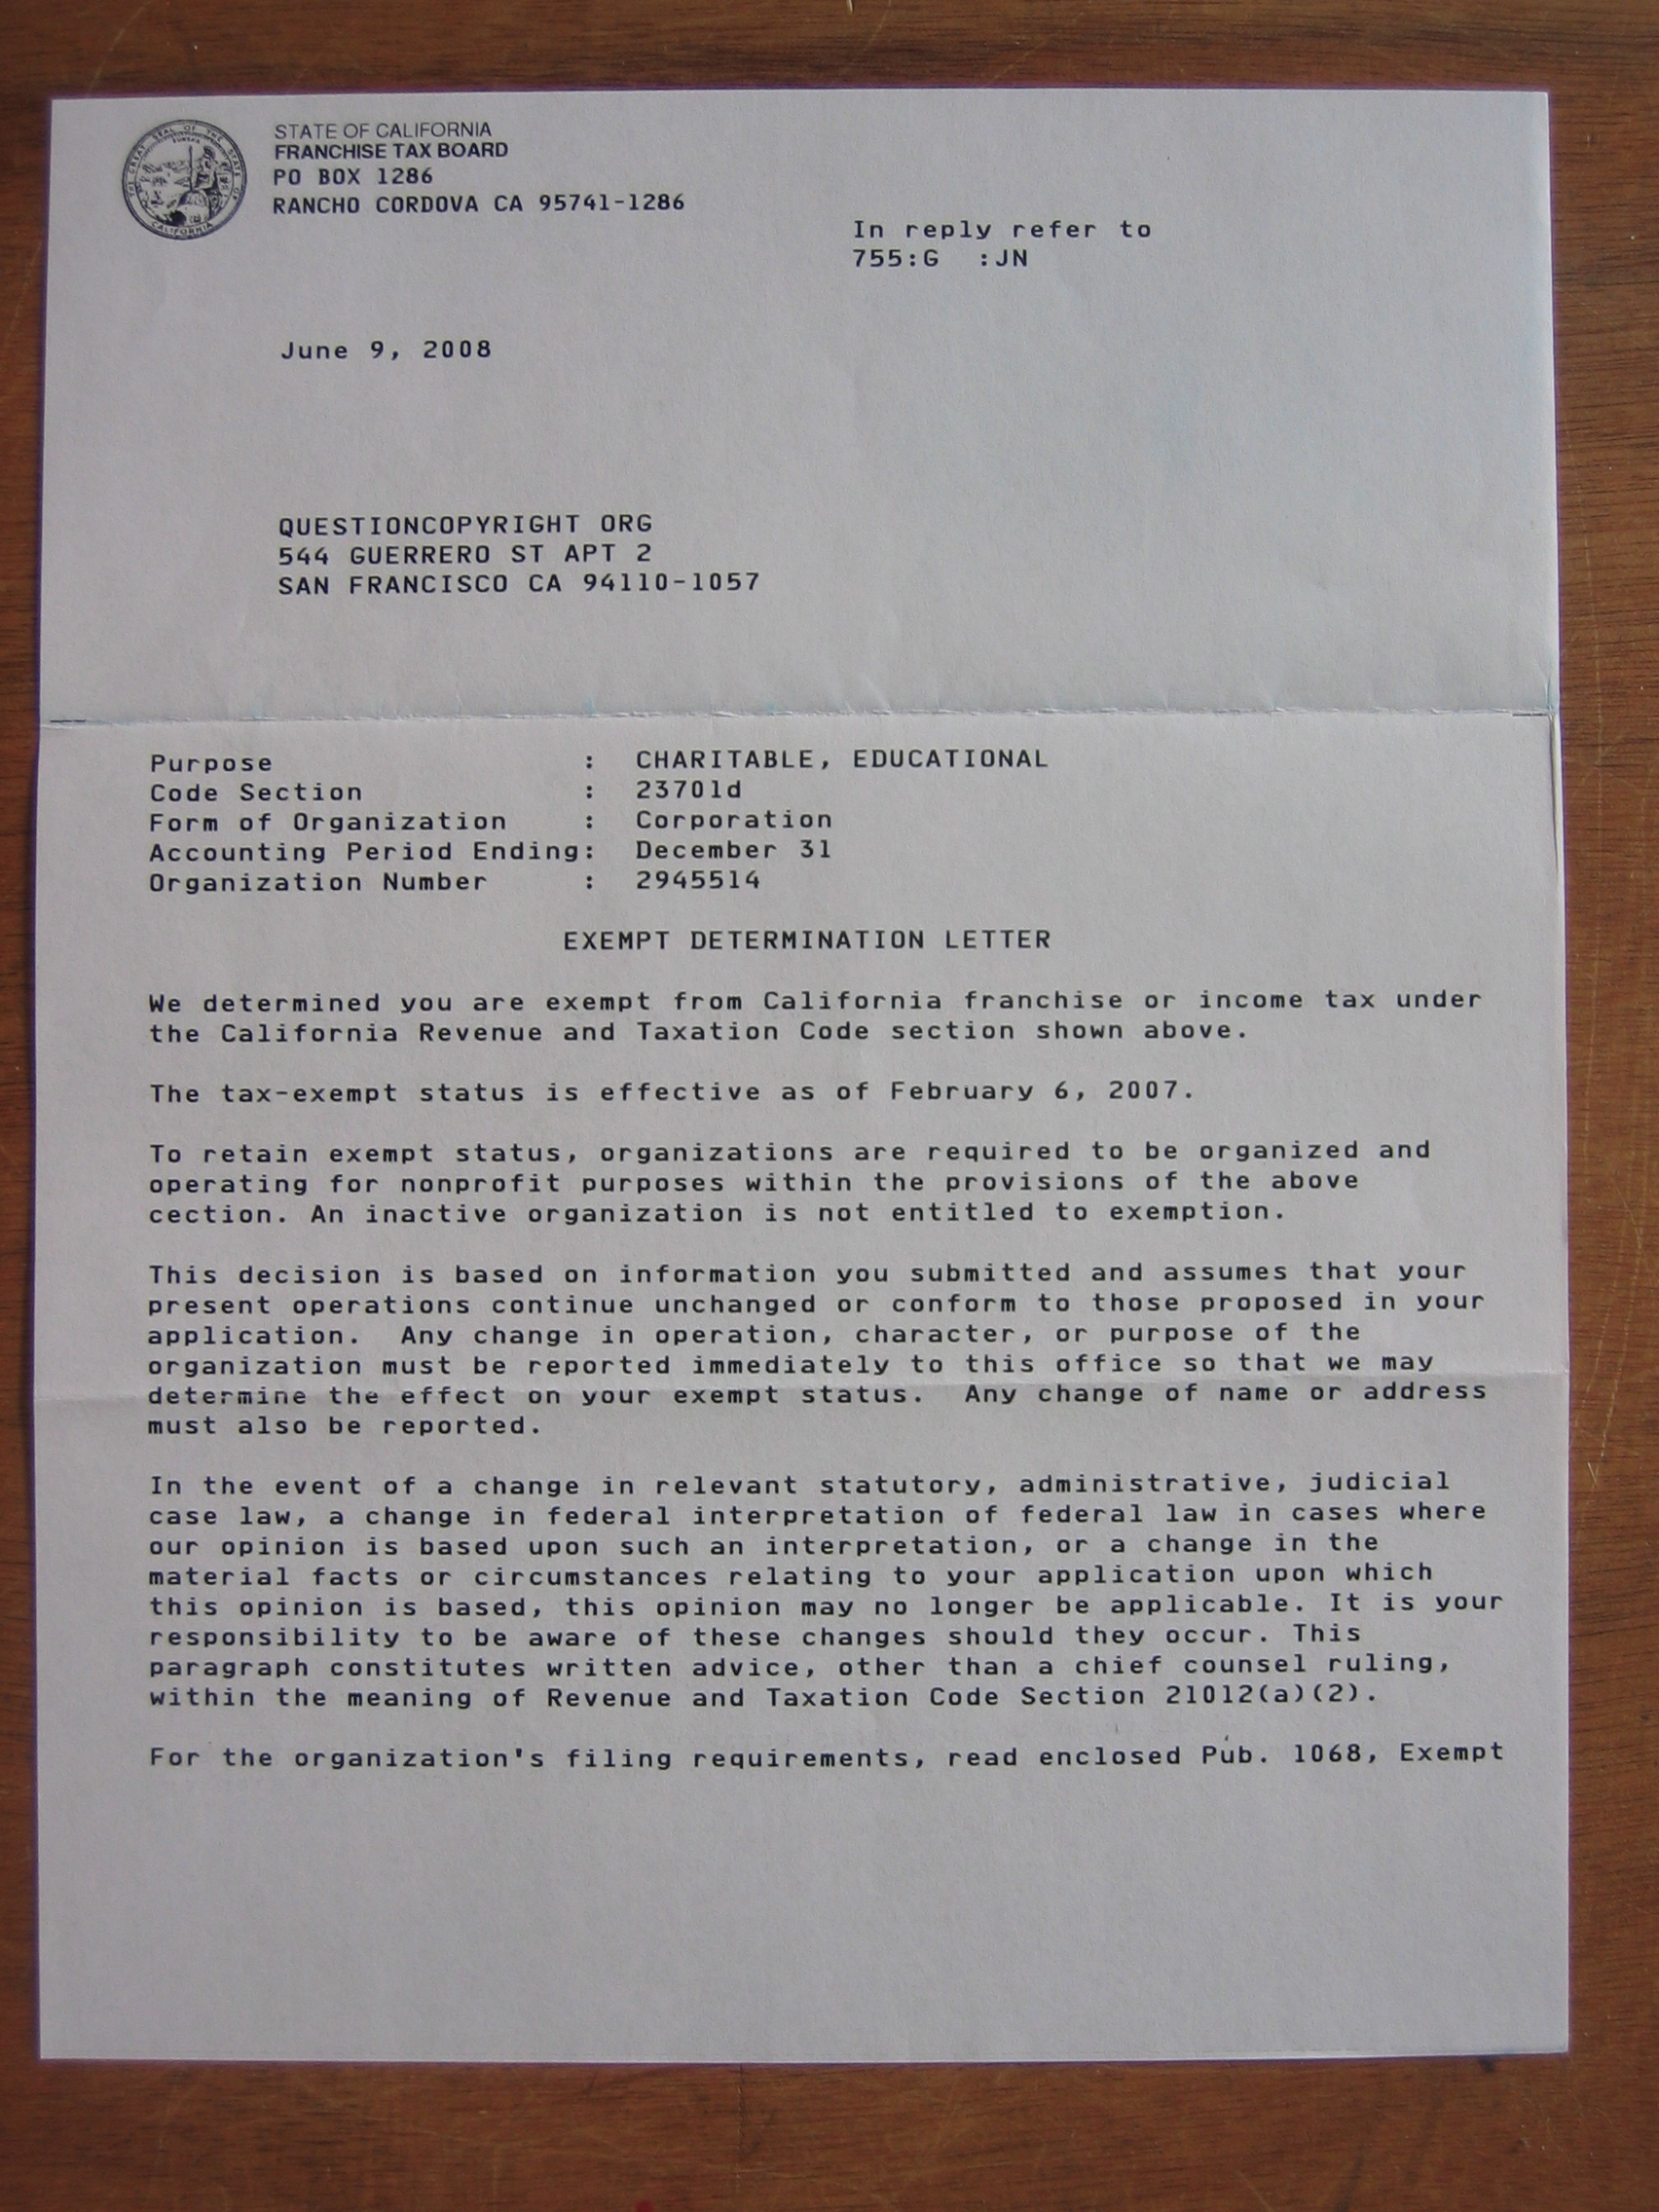 STATE OF CALIFORNIA
FRANCHISE TAX BOARD
PO BOX 1286
RANCHO CORDOVA CA 95741-1286
In reply refer to
755:G :JN
June 9, 2008
QUESTIONCOPYRIGHT ORG
544 GUERRERO ST APT 2
SAN FRANCISCO CA 94110-1057
Purpose : CHARITABLE, EDUCATIONAL
Code Section : 23701d
Form of Organization : Corporation
Accounting Period Ending: December 31
Organization Number : 2945514
EXEMPT DETERMINATION LETTER
We determined you are exempt from California franchise or income tax under
the California Revenue and Taxation Code section shown above.
The tax-exempt status is effective as of February 6, 2007.
To retain exempt status, organizations are required to be organized and
operating for nonprofit purposes within the provisions of the above
cection. An inactive organization is not entitled to exemption.
This decision is based on information you submitted and assumes that your
present operations continue unchanged or conform to those proposed in your
application.  Any change in operation, character, or purpose of the
organization must be reported immediately to this office so that we may
determine the effect on your exempt status.  Any change of name or address
must also be reported.
In the event of a change in relevant statutory, administrative, judicial
case law, a change in federal interpretation of federal law in cases where
our opinion is based upon such an interpretation, or a change in the
material facts or circumstances relating to your application upon which
this opinion is based, this opinion may no longer be applicable. It is your
responsibility to be aware of these changes should they occur. This
paragraph constitutes written advice, other than a chief counsel ruling,
within the meaning of Revenue and Taxation Code Section 21012(a)(2).
For the organization's filing requirements, read enclosed Pub. 1068, Exempt